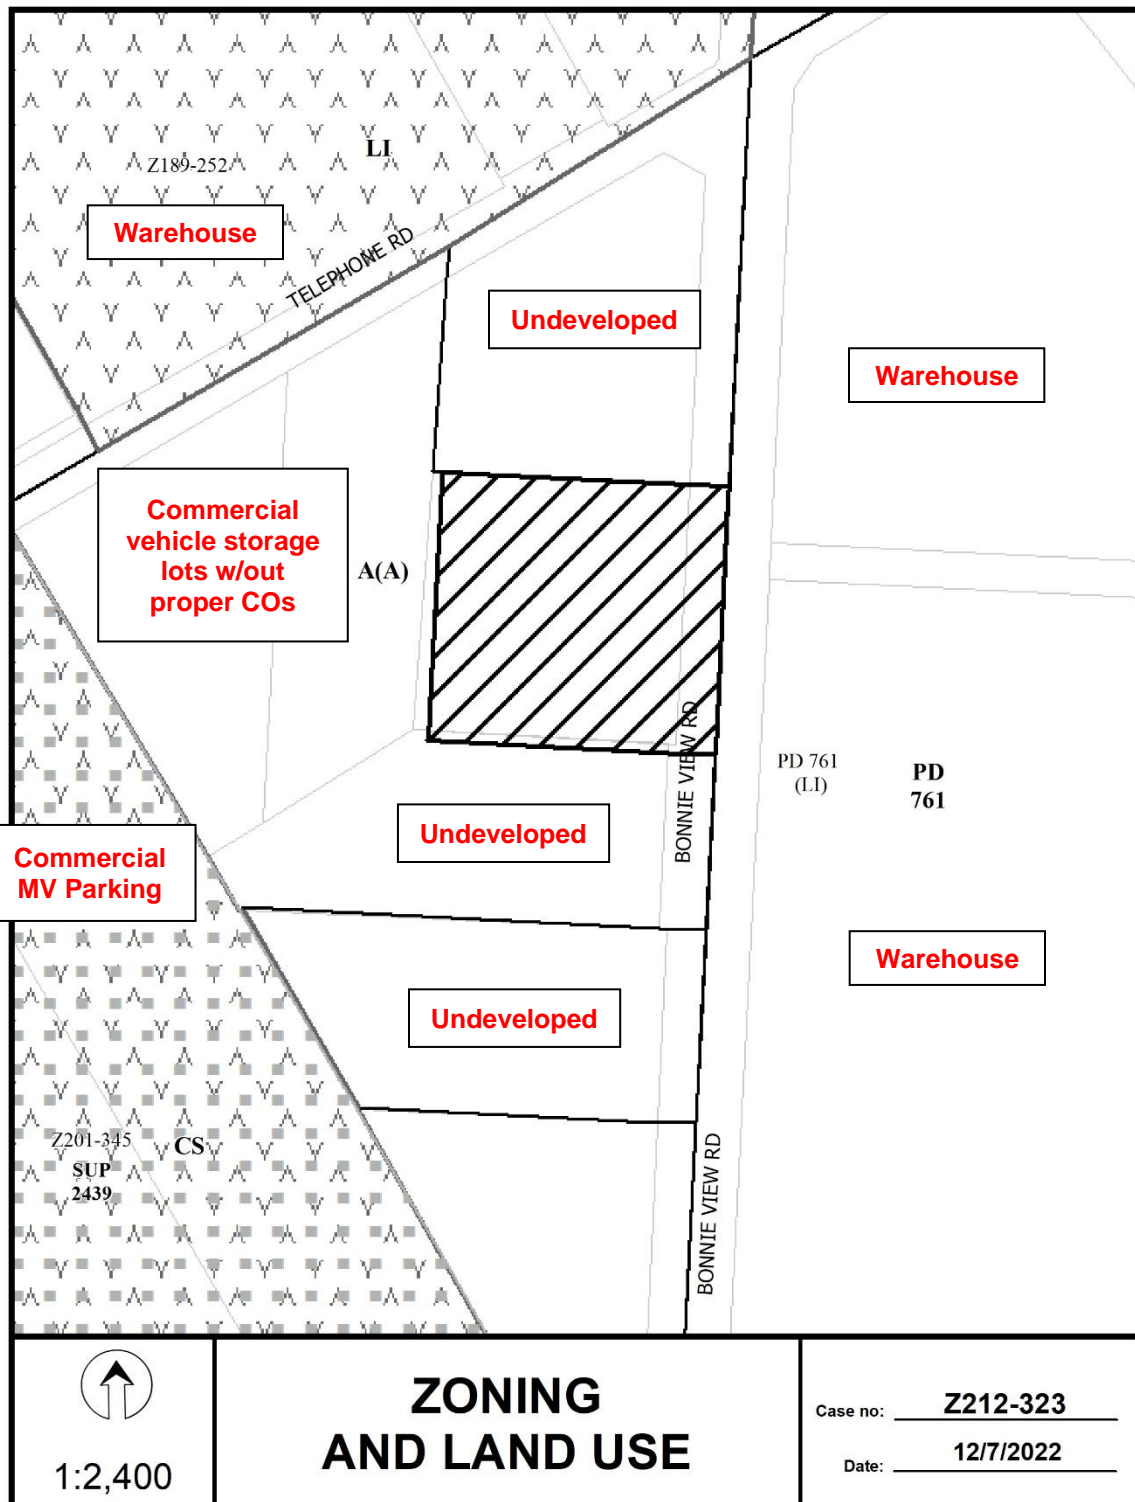 LI
Z189-252
Warehouse
TELEPHONE RD
Undeveloped
Warehouse
Commercial
vehicle storage
lots w/out
proper COs
A(A)
BONNIE VIEW RD
PD 761
(LI)
PD
761
Undeveloped
Commercial
MV Parking
Warehouse
Undeveloped
Z201-345
CS
SUP
2439
BONNIE VIEW RD
1:2,400
ZONING
AND LAND USE
Case no: Z212-323
Date: 12/7/2022